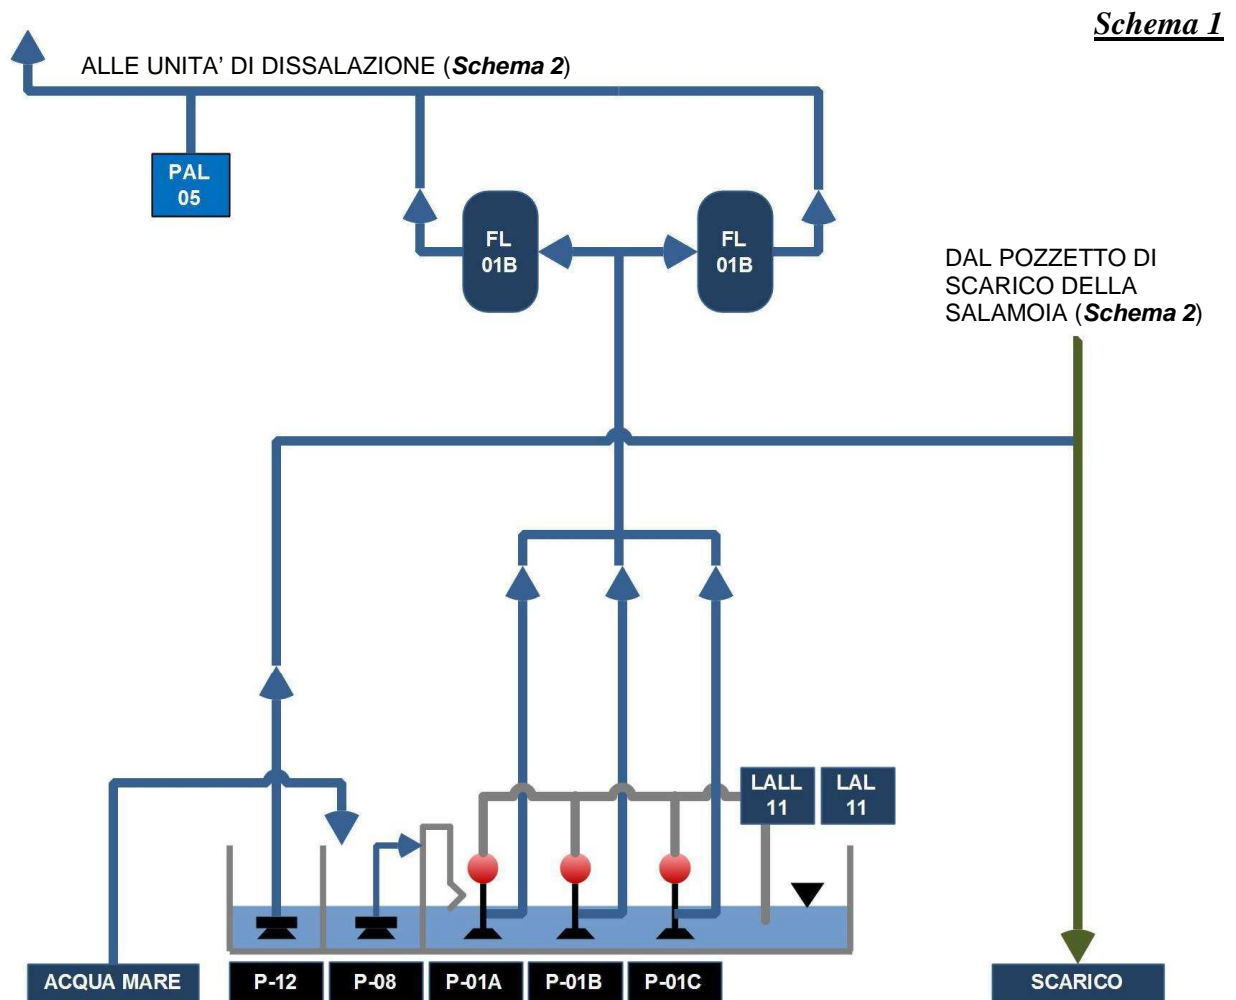 Schema 1
ALLE UNITA' DI DISSALAZIONE (Schema 2)
PAL
05
FL
01B
FL
01B
DAL POZZETTO DI
SCARICO DELLA
SALAMOIA (Schema 2)
LALL
11
LAL
11
ACQUA MARE
P-12
P-08
P-01A
P-01B
P-01C
SCARICO